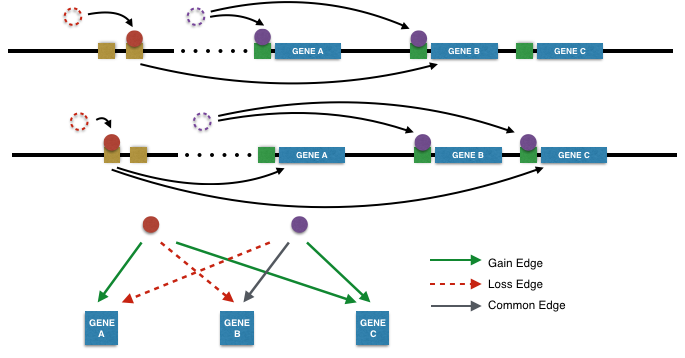 GENE A GENE B GENE C
GENE A GENE B GENE C
Gain Edge
Loss Edge
Common Edge
GENE
A
GENE
B
GENE
C